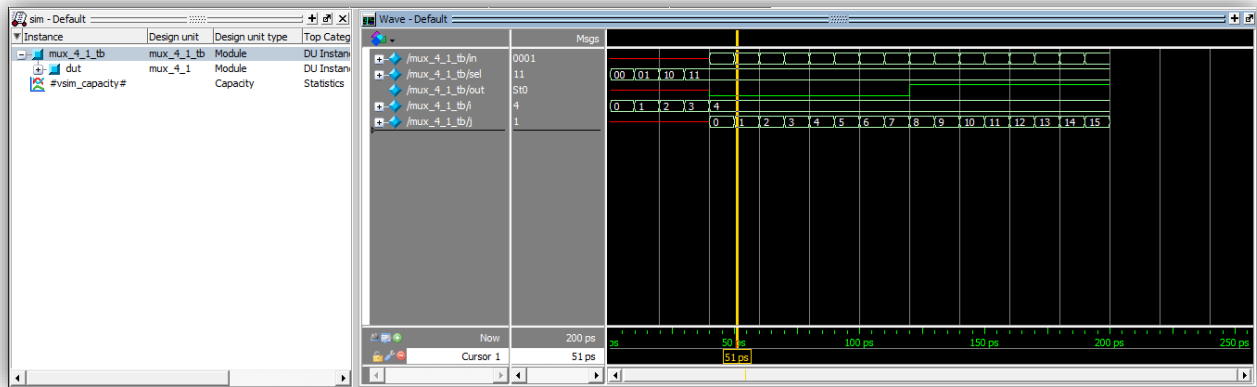 sim - Default
Instance Design unit Design unit type Top Categ
mux_4_1_tb mux_4_1_tb Module DU Instan
dut mux_4_1 Module DU Instan
#vsim_capacity# Capacity Statistics
Wave - Default
Msgs
/mux_4_1_tb/in 0001
/mux_4_1_tb/sel 11 00 01 10 11
/mux_4_1_tb/out St0
/mux_4_1_tb/i 4 0 1 2 3 4
/mux_4_1_tb/j 1 0 1 2 3 4 5 6 7 8 9 10 11 12 13 14 15
Now 200 ps ps 50 ps 100 ps 150 ps 200 ps 250 ps
Cursor 1 51 ps 51 ps